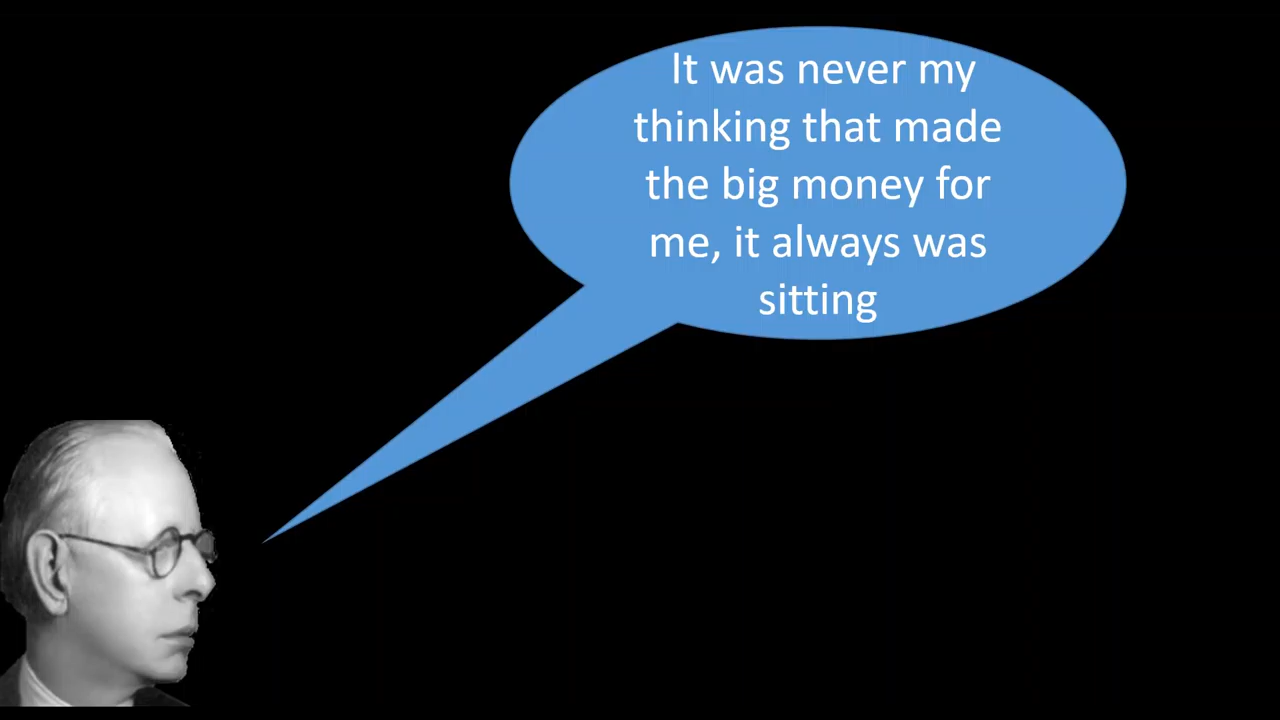 It was never my
thinking that made
the big money for
me, it always was
sitting